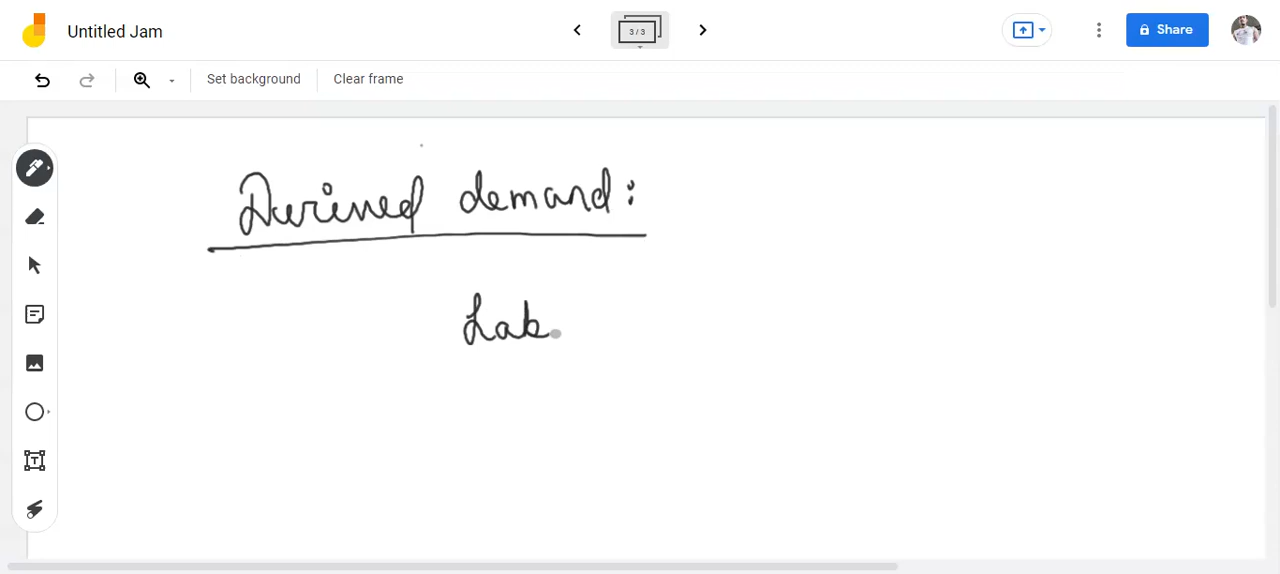 Untitled Jam
3 / 3
Share
Set background
Clear frame
Derived demand:
Lab